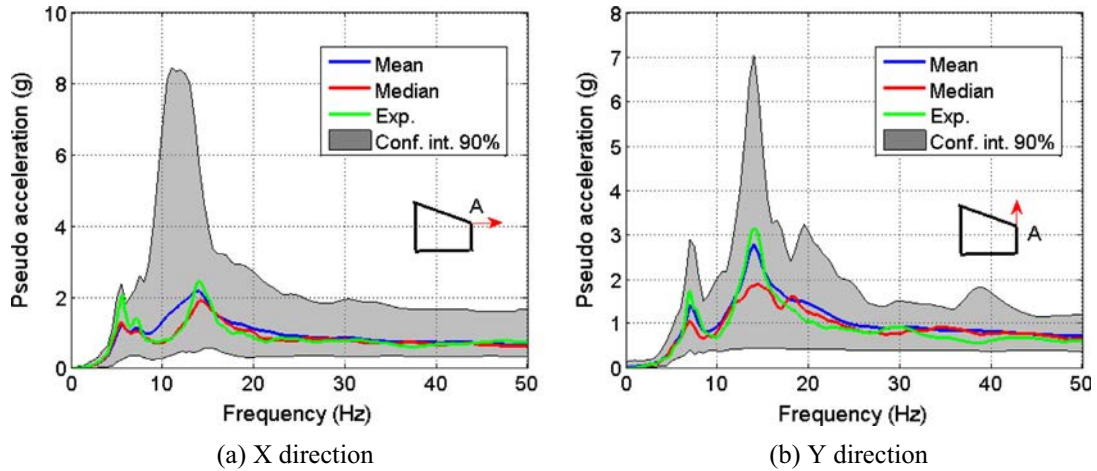 10
8
6
4
2
0
0
10
20
30
40
50
Pseudo acceleration (g)
Frequency (Hz)
Mean
Median
Exp.
Conf. int. 90%
A
(a) X direction
8
7
6
5
4
3
2
1
0
0
10
20
30
40
50
Pseudo acceleration (g)
Frequency (Hz)
Mean
Median
Exp.
Conf. int. 90%
A
(b) Y direction